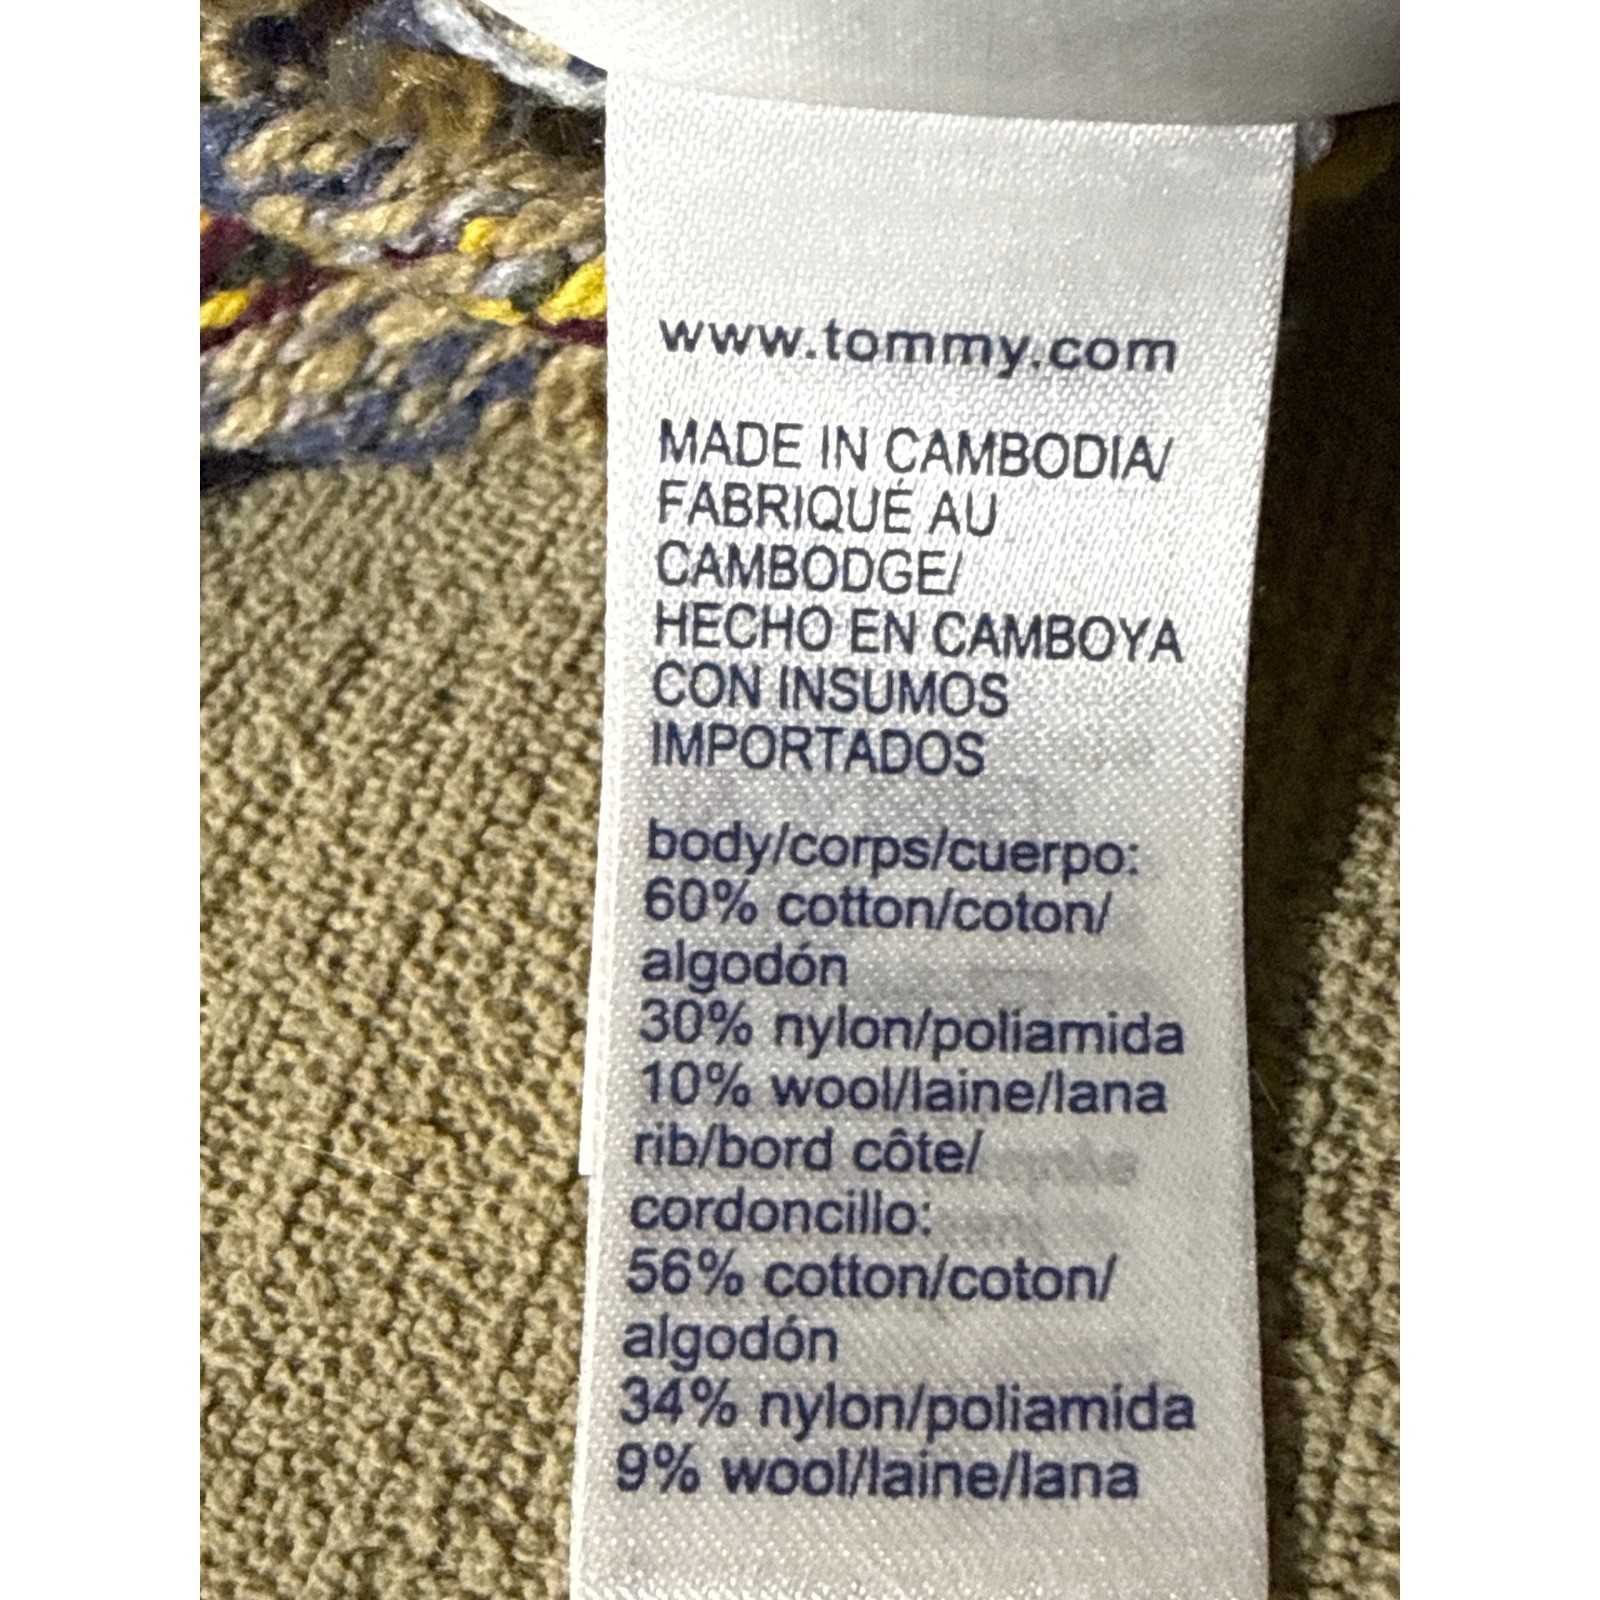 www.tommy.com
MADE IN CAMBODIA/
FABRIQUÉ AU
CAMBODGE/
HECHO EN CAMBOYA
CON INSUMOS
IMPORTADOS
body/corps/cuerpo:
60% cotton/coton/
algodón
30% nylon/poliamida
10% wool/laine/lana
rib/bord côte/
cordoncillo:
56% cotton/coton/
algodón
34% nylon/poliamida
9% wool/laine/lana